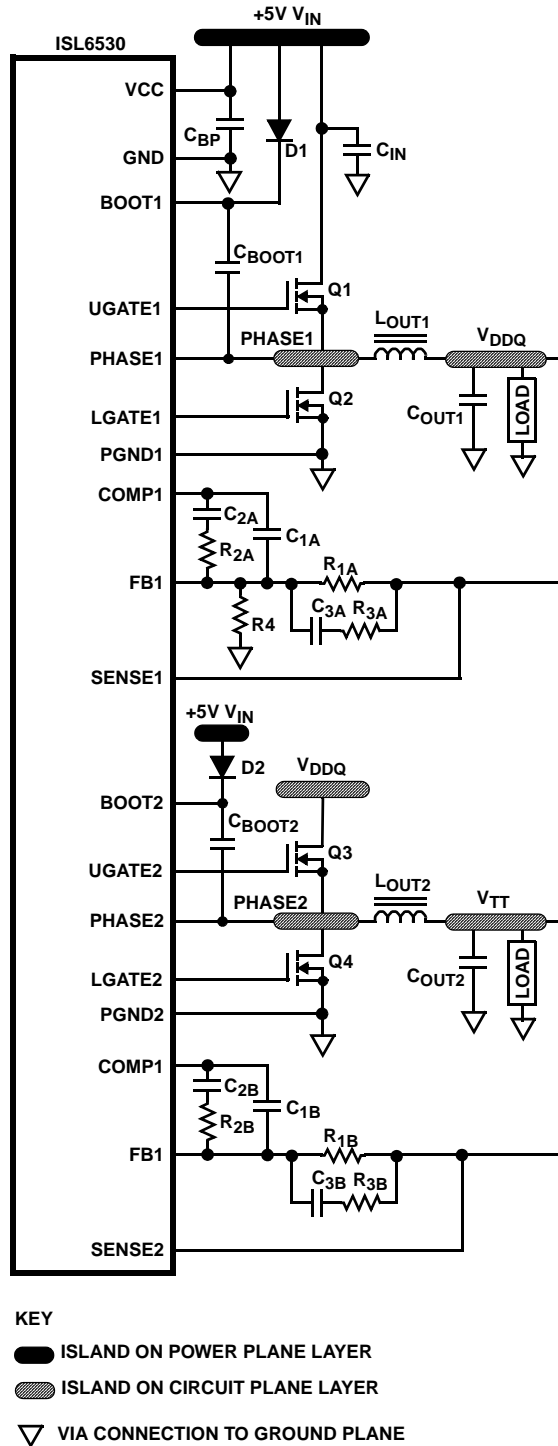 +5V VIN
ISL6530
VCC
CBP
GND
D1
CIN
BOOT1
CBOOT1
Q1
UGATE1
LOUT1
PHASE1
PHASE1
VDDQ
Q2
LGATE1
COUT1
LOAD
PGND1
COMP1
C2A
C1A
R2A
R1A
FB1
C3A R3A
R4
SENSE1
+5V VIN
D2
VDDQ
BOOT2
CBOOT2
Q3
UGATE2
LOUT2
PHASE2
PHASE2
VTT
Q4
LGATE2
COUT2
LOAD
PGND2
COMP1
C2B
C1B
R2B
R1B
FB1
C3B R3B
SENSE2
KEY
ISLAND ON POWER PLANE LAYER
ISLAND ON CIRCUIT PLANE LAYER
VIA CONNECTION TO GROUND PLANE